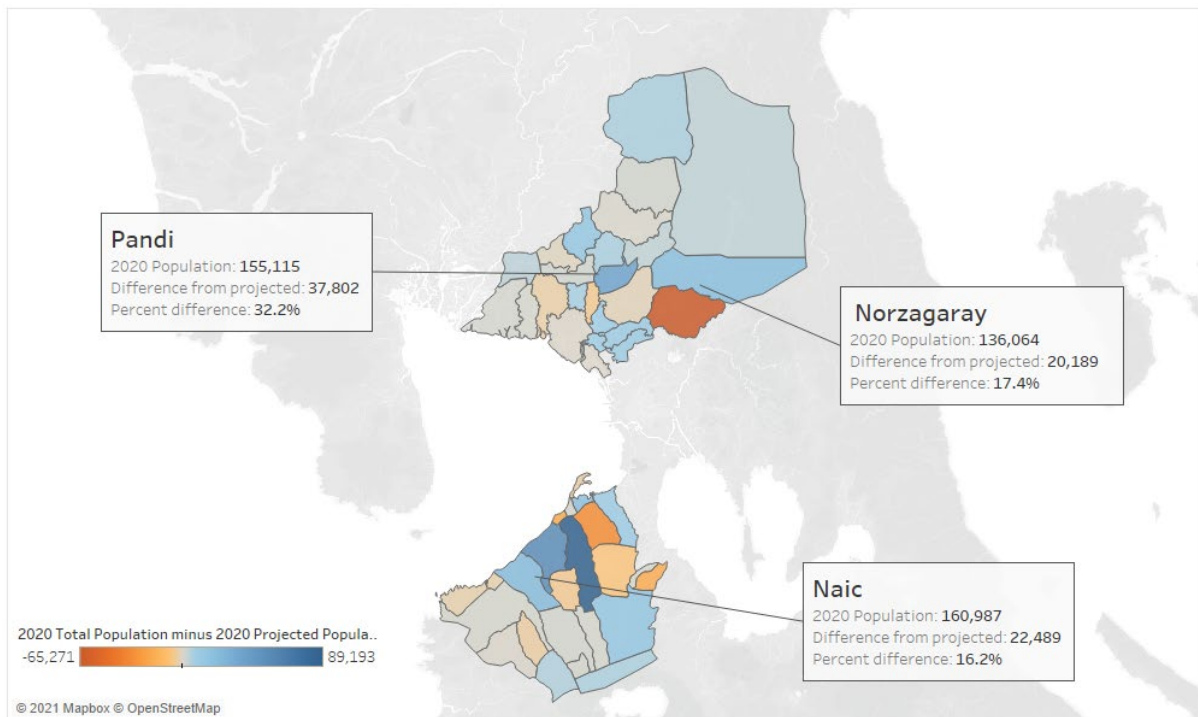 Pandi
2020 Population: 155,115
Difference from projected: 37,802
Percent difference: 32.2%
Norzagaray
2020 Population: 136,064
Difference from projected: 20,189
Percent difference: 17.4%
Naic
2020 Population: 160,987
Difference from projected: 22,489
Percent difference: 16.2%
2020 Total Population minus 2020 Projected Popula..
-65,271 89,193
© 2021 Mapbox © OpenStreetMap